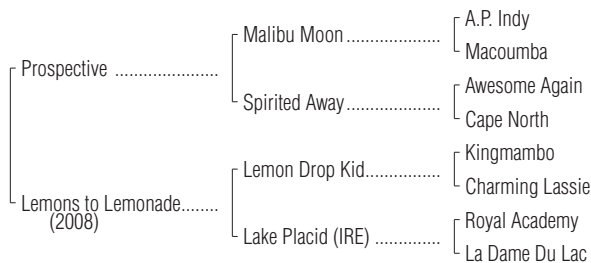 A.P. Indy
Malibu Moon ....................
Macoumba
Prospective ......................
Awesome Again
Spirited Away....................
Cape North
Kingmambo
Lemon Drop Kid................
Charming Lassie
Lemons to Lemonade........
(2008)
Royal Academy
Lake Placid (IRE) ..............
La Dame Du Lac